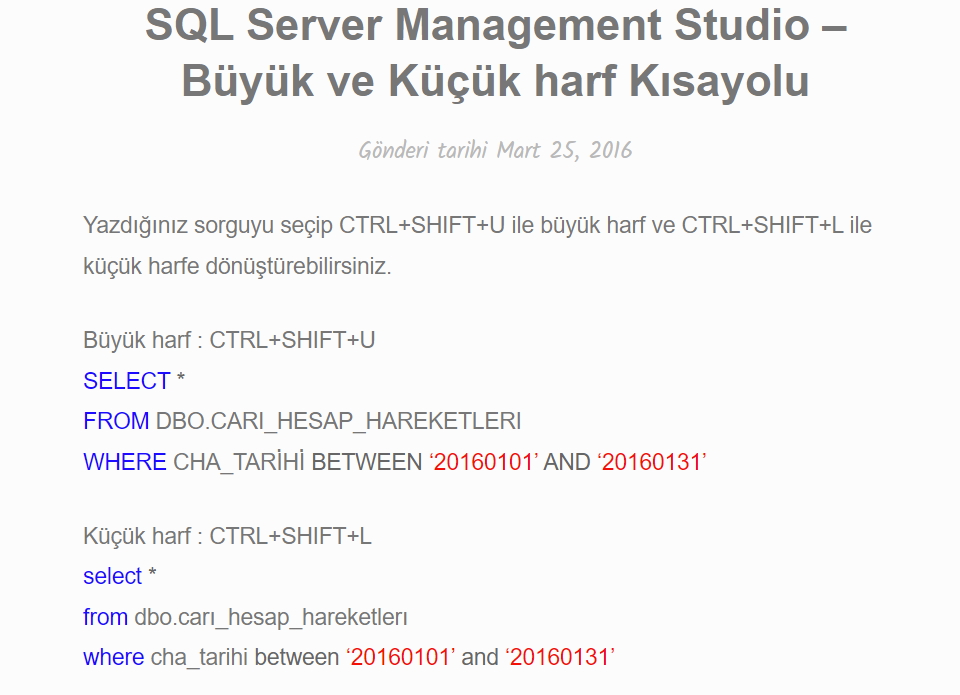 SQL Server Management Studio –
Büyük ve Küçük harf Kısayolu
Gönderi tarihi Mart 25, 2016
Yazdığınız sorguyu seçip CTRL+SHIFT+U ile büyük harf ve CTRL+SHIFT+L ile
küçük harfe dönüştürebilirsiniz.
Büyük harf : CTRL+SHIFT+U
SELECT *
FROM DBO.CARI_HESAP_HAREKETLERI
WHERE CHA_TARİHİ BETWEEN ‘20160101’ AND ‘20160131’
Küçük harf : CTRL+SHIFT+L
select *
from dbo.carı_hesap_hareketlerı
where cha_tarihi between ‘20160101’ and ‘20160131’